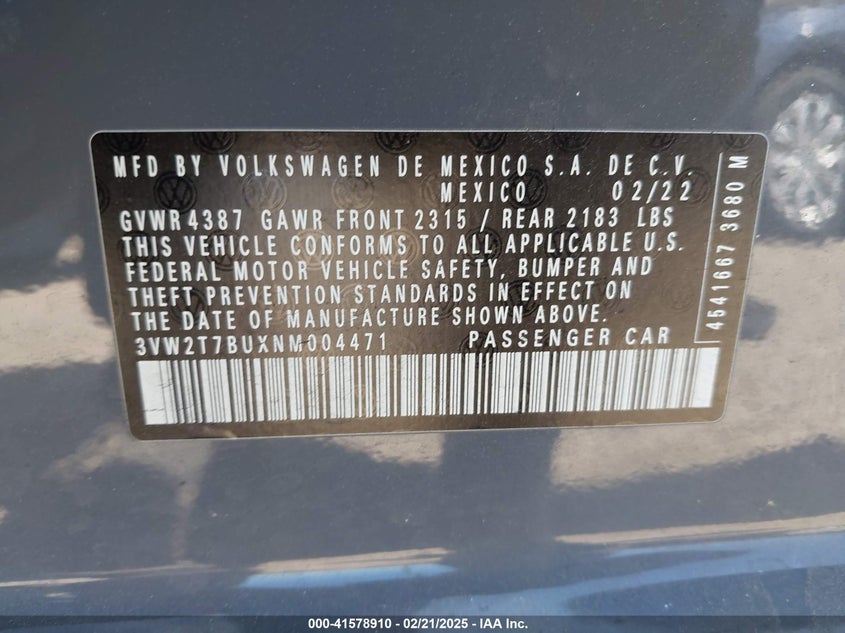 MFD BY VOLKSWAGEN DE MEXICO S.A. DE C.V.
MEXICO 02/22
GVWR 4387 GAWR FRONT 2315 / REAR 2183 LBS
THIS VEHICLE CONFORMS TO ALL APPLICABLE U.S.
FEDERAL MOTOR VEHICLE SAFETY, BUMPER AND
THEFT PREVENTION STANDARDS IN EFFECT ON
THE DATE OF MANUFACTURE SHOWN ABOVE.
3VW2T7BUXNM004471 PASSENGER CAR
4541667 3680 M
000-41578910 - 02/21/2025 - IAA Inc.